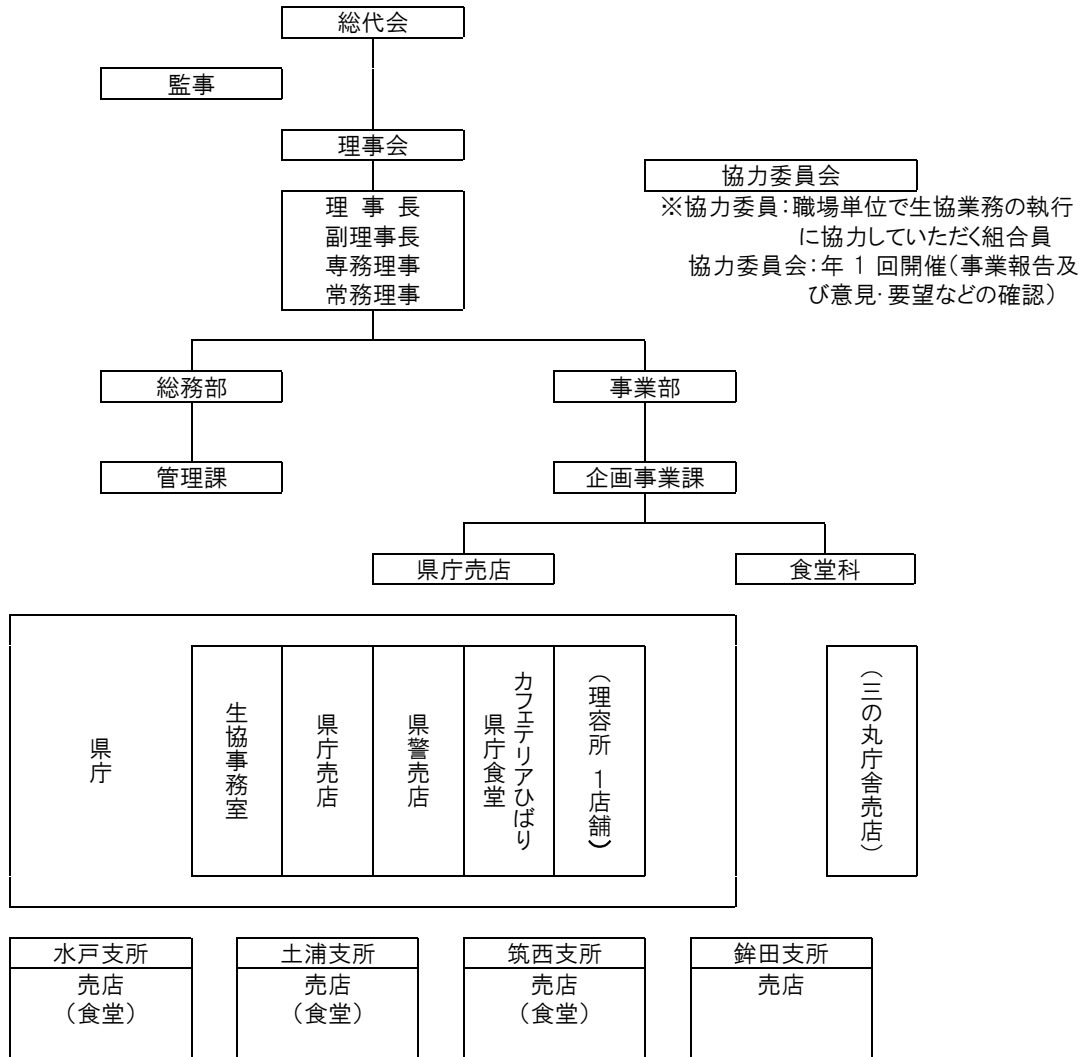 総代会
監事
理事会
協力委員会
理 事 長
副理事長
専務理事
常務理事
※協力委員：職場単位で生協業務の執行
に協力していただく組合員
協力委員会：年 1 回開催（事業報告及
び意見・要望などの確認）
総務部
事業部
管理課
企画事業課
県庁売店
食堂科
県庁
生協事務室
県庁売店
県警売店
カフェテリアひばり
県庁食堂
（理容所 1店舗）
（三の丸庁舎売店）
水戸支所
売店
（食堂）
土浦支所
売店
（食堂）
筑西支所
売店
（食堂）
鉾田支所
売店